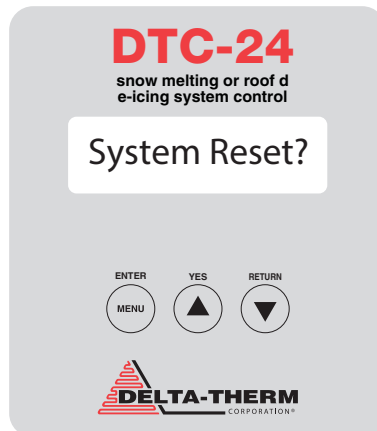 DTC-24
snow melting or roof d
e-icing system control
System Reset?
ENTER YES RETURN
MENU
DELTA-THERM
CORPORATION®